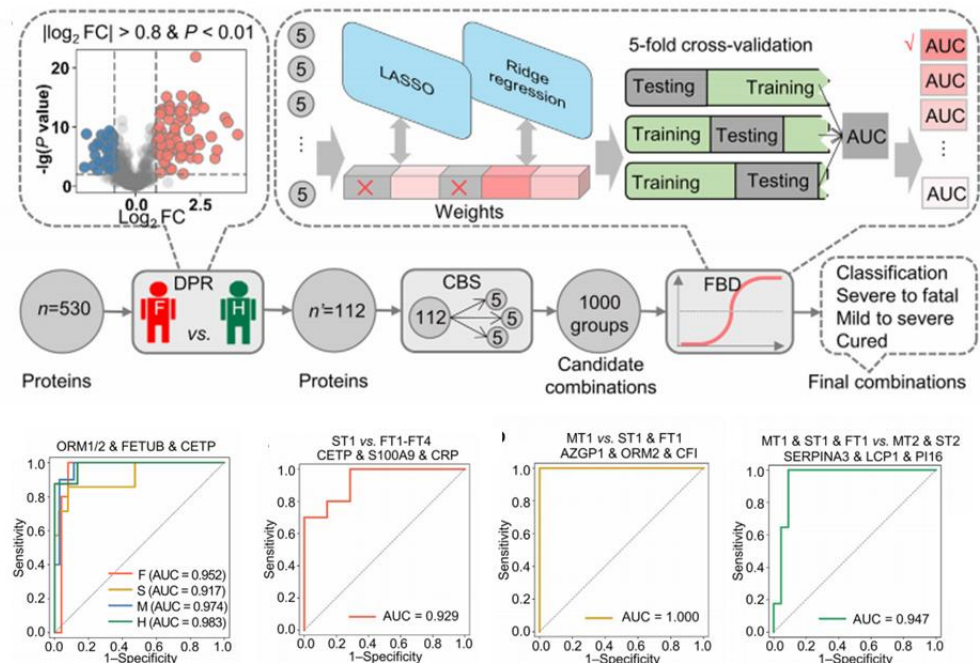 |log2 FC| > 0.8 & P < 0.01
-lg(P value)
20
10
0
0.0 2.5
Log2 FC
5
5
5
⋮
5
LASSO
Ridge
regression
Weights
5-fold cross-validation
Testing Training
Training Testing
Training Testing
AUC
√ AUC
AUC
AUC
⋮
AUC
n=530
Proteins
DPR
F H
vs.
n'=112
Proteins
CBS
112
5
5
5
1000
groups
Candidate
combinations
FBD
Classification
Severe to fatal
Mild to severe
Cured
Final combinations
ORM1/2 & FETUB & CETP
Sensitivity
1.0
0.8
0.6
0.4
0.2
0.0
F (AUC = 0.952)
S (AUC = 0.917)
M (AUC = 0.974)
H (AUC = 0.983)
0.0 0.2 0.4 0.6 0.8 1.0
1–Specificity
ST1 vs. FT1-FT4
CETP & S100A9 & CRP
Sensitivity
1.0
0.8
0.6
0.4
0.2
0.0
AUC = 0.929
0.0 0.2 0.4 0.6 0.8 1.0
1–Specificity
MT1 vs. ST1 & FT1
AZGP1 & ORM2 & CFI
Sensitivity
1.0
0.8
0.6
0.4
0.2
0.0
AUC = 1.000
0.0 0.2 0.4 0.6 0.8 1.0
1–Specificity
MT1 & ST1 & FT1 vs. MT2 & ST2
SERPINA3 & LCP1 & PI16
Sensitivity
1.0
0.8
0.6
0.4
0.2
0.0
AUC = 0.947
0.0 0.2 0.4 0.6 0.8 1.0
1–Specificity